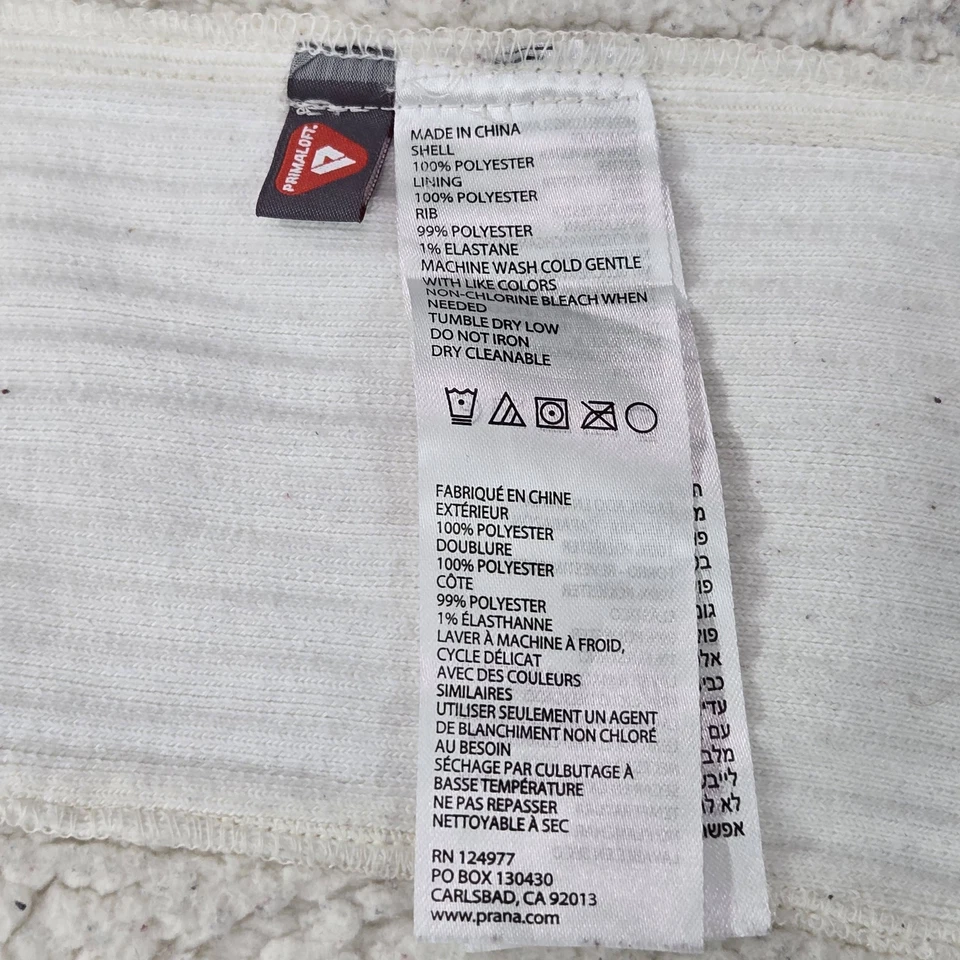 PRIMALOFT.
MADE IN CHINA
SHELL
100% POLYESTER
LINING
100% POLYESTER
RIB
99% POLYESTER
1% ELASTANE
MACHINE WASH COLD GENTLE
WITH LIKE COLORS
NON-CHLORINE BLEACH WHEN
NEEDED
TUMBLE DRY LOW
DO NOT IRON
DRY CLEANABLE
FABRIQUÉ EN CHINE
EXTÉRIEUR
100% POLYESTER
DOUBLURE
100% POLYESTER
CÔTE
99% POLYESTER
1% ÉLASTHANNE
LAVER À MACHINE À FROID,
CYCLE DÉLICAT
AVEC DES COULEURS
SIMILAIRES
UTILISER SEULEMENT UN AGENT
DE BLANCHIMENT NON CHLORÉ
AU BESOIN
SÉCHAGE PAR CULBUTAGE À
BASSE TEMPÉRATURE
NE PAS REPASSER
NETTOYABLE À SEC
RN 124977
PO BOX 130430
CARLSBAD, CA 92013
www.prana.com
עם